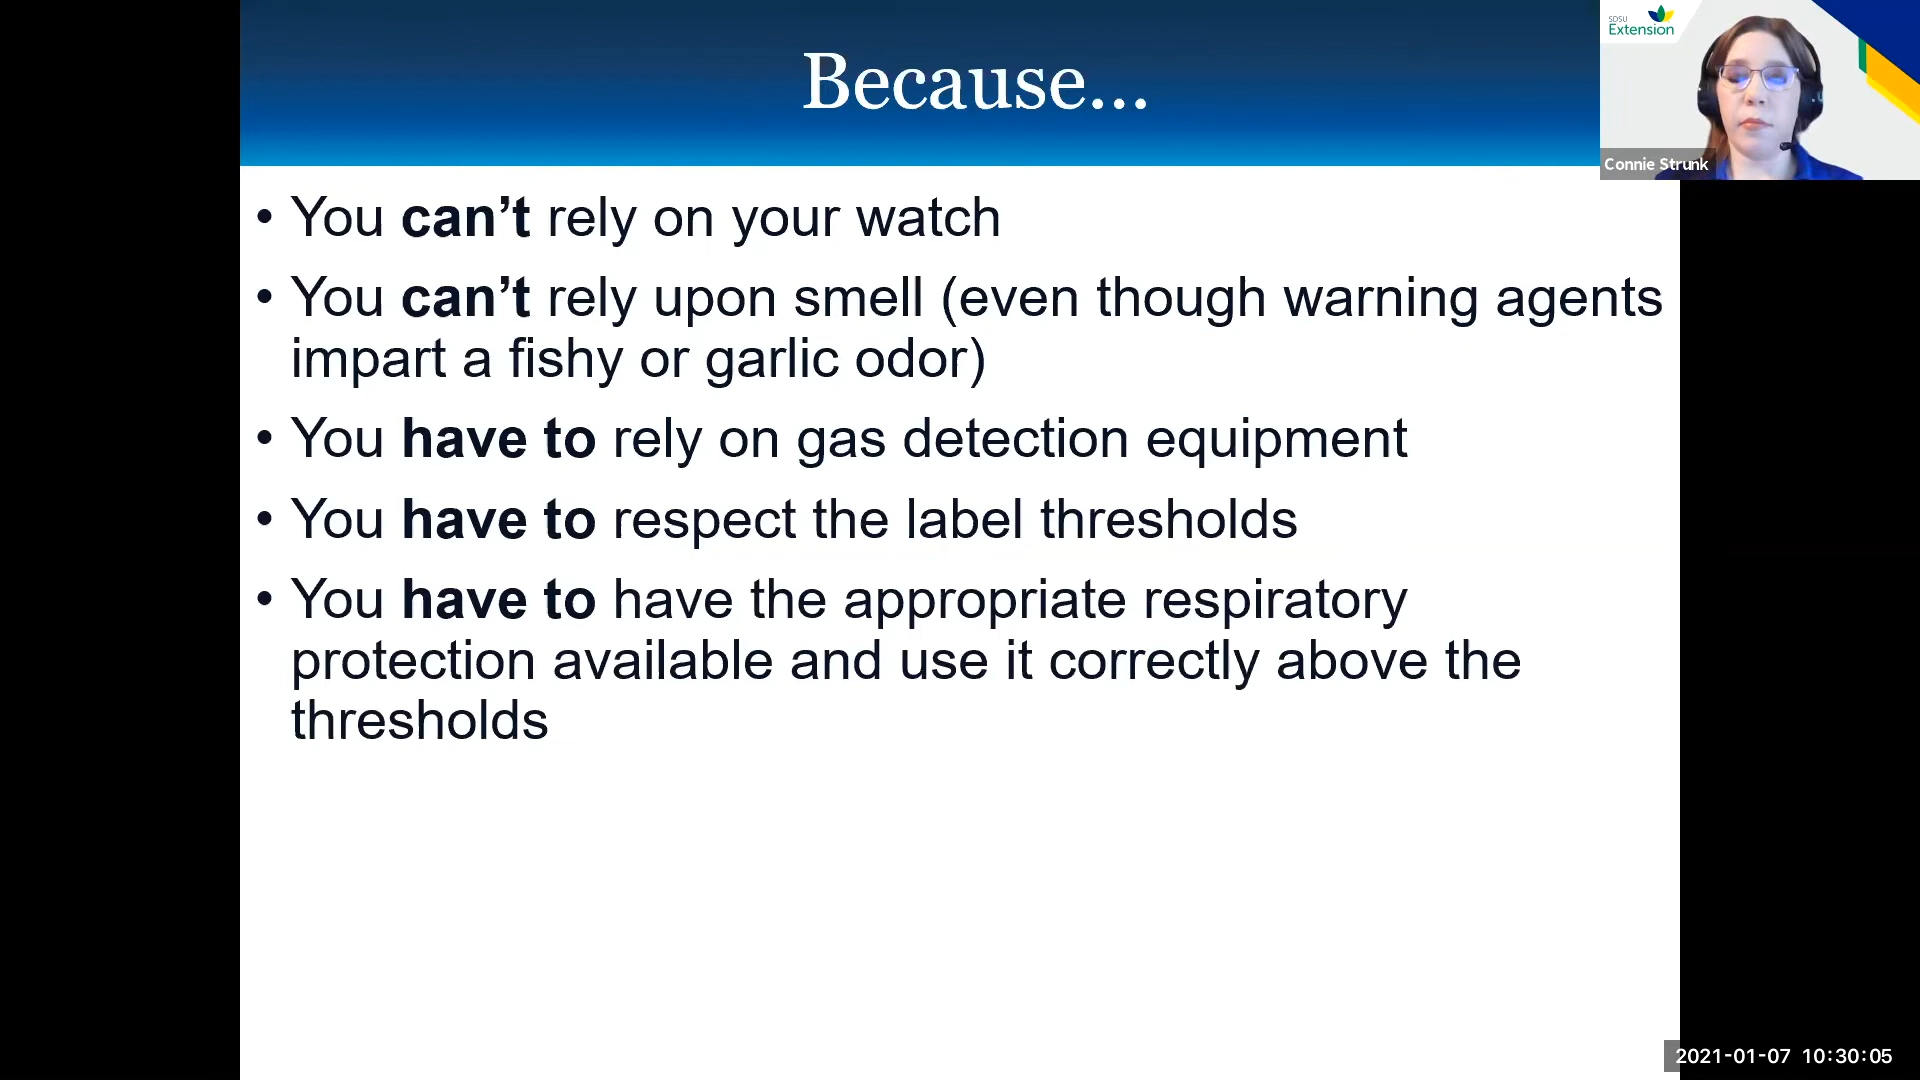 Because...
SDSU
Extension
Connie Strunk
• You can’t rely on your watch
• You can’t rely upon smell (even though warning agents
impart a fishy or garlic odor)
• You have to rely on gas detection equipment
• You have to respect the label thresholds
• You have to have the appropriate respiratory
protection available and use it correctly above the
thresholds
2021-01-07 10:30:05